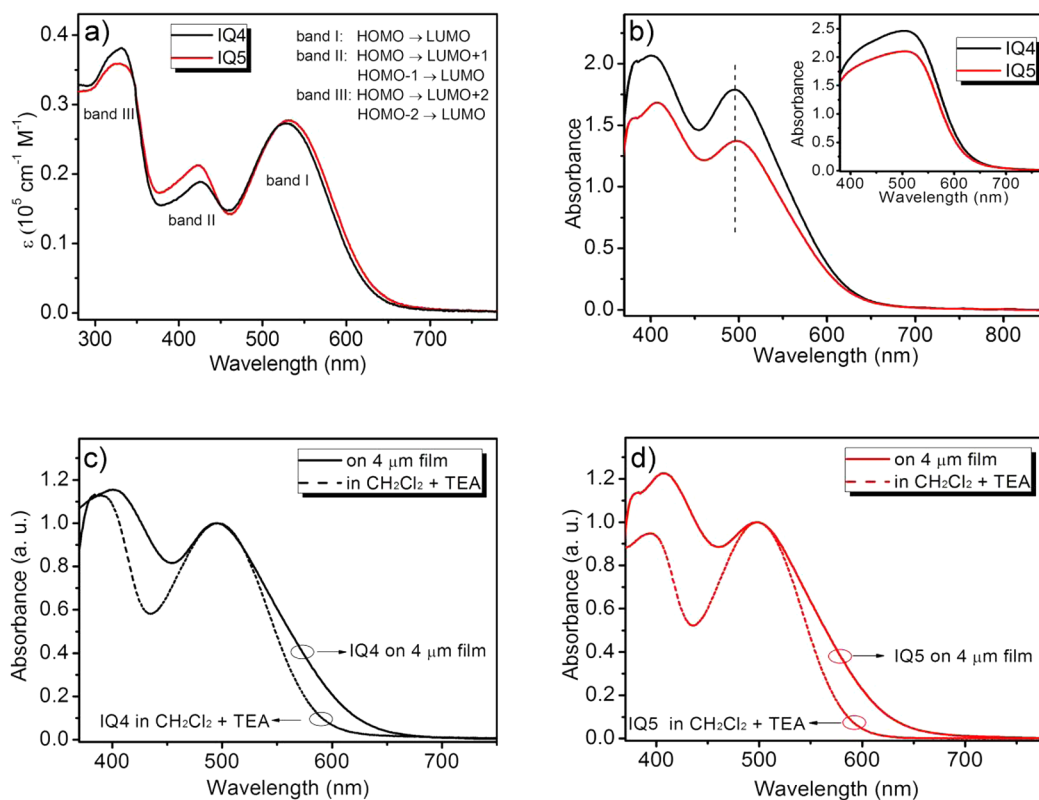 a)
IQ4
IQ5
band I: HOMO → LUMO
band II: HOMO → LUMO+1
HOMO-1 → LUMO
band III: HOMO → LUMO+2
HOMO-2 → LUMO
band III
band II
band I
ε (10⁵ cm⁻¹ M⁻¹)
0.4
0.3
0.2
0.1
0.0
300 400 500 600 700
Wavelength (nm)
b)
Absorbance
2.0
1.5
1.0
0.5
0.0
400 500 600 700 800
Wavelength (nm)
IQ4
IQ5
Absorbance
2.5
2.0
1.5
1.0
0.5
0.0
400 500 600 700
Wavelength (nm)
c)
on 4 μm film
in CH₂Cl₂ + TEA
Absorbance (a. u.)
1.2
1.0
0.8
0.6
0.4
0.2
0.0
IQ4 on 4 μm film
IQ4 in CH₂Cl₂ + TEA
400 500 600 700
Wavelength (nm)
d)
on 4 μm film
in CH₂Cl₂ + TEA
Absorbance (a. u.)
1.2
1.0
0.8
0.6
0.4
0.2
0.0
IQ5 on 4 μm film
IQ5 in CH₂Cl₂ + TEA
400 500 600 700
Wavelength (nm)